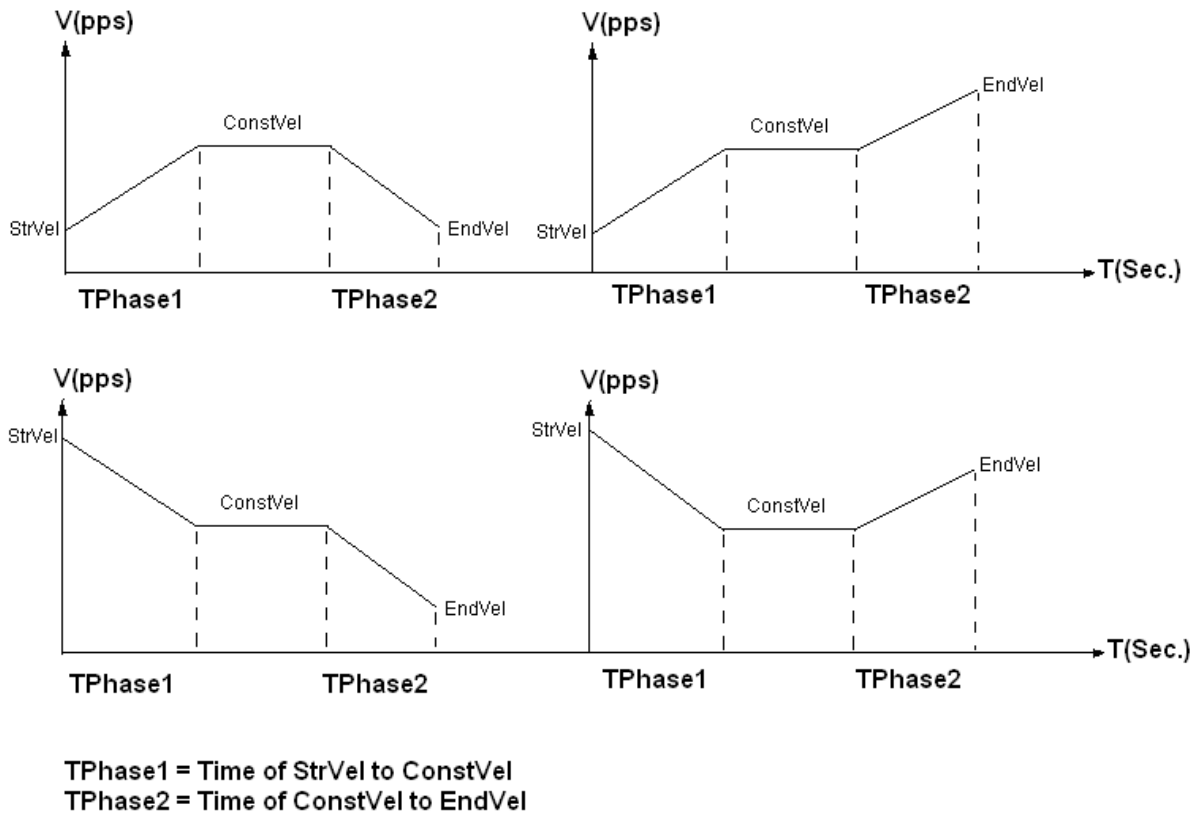 V(pps)
V(pps)
EndVel
ConstVel
ConstVel
StrVel
EndVel
StrVel
T(Sec.)
TPhase1
TPhase2
TPhase1
TPhase2
V(pps)
V(pps)
StrVel
StrVel
EndVel
ConstVel
ConstVel
EndVel
T(Sec.)
TPhase1
TPhase2
TPhase1
TPhase2
TPhase1 = Time of StrVel to ConstVel
TPhase2 = Time of ConstVel to EndVel